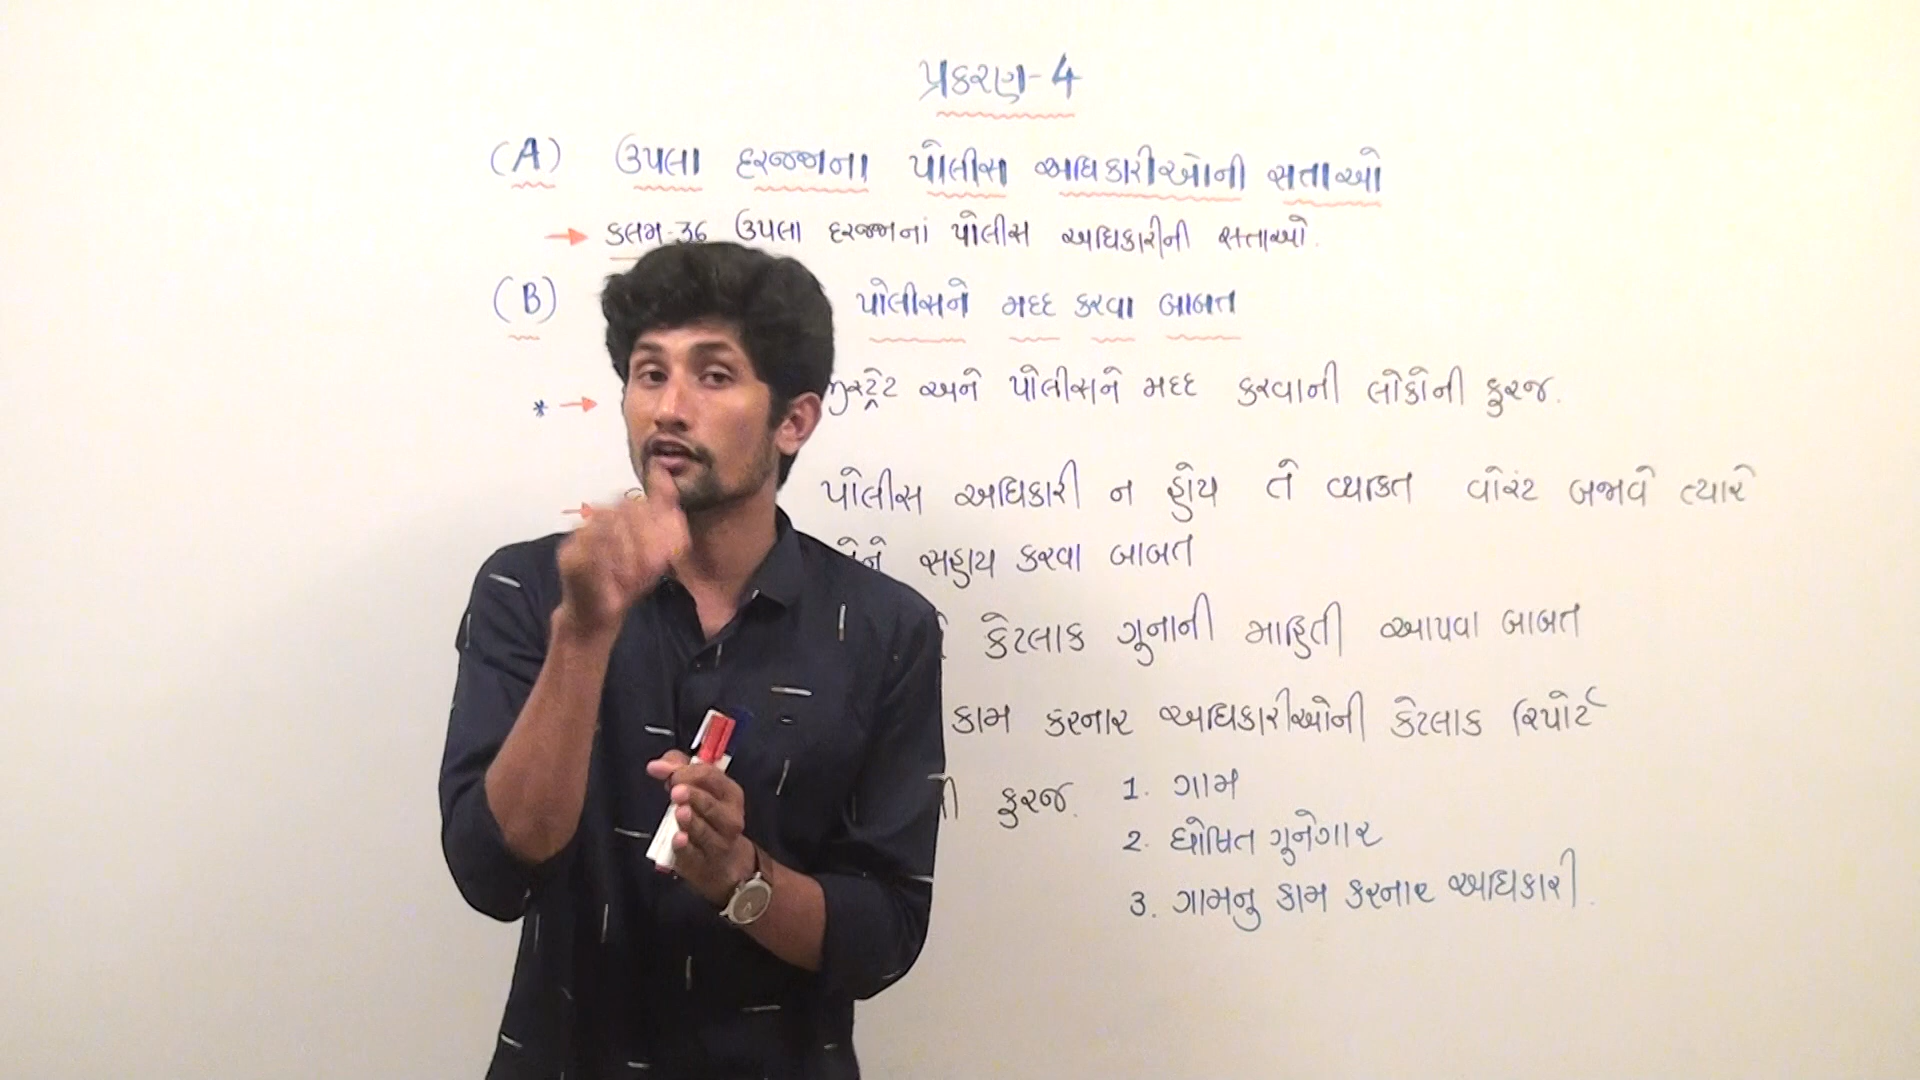 પ્રકરણ-4
(A) ઉપલા દરજ્જાના પોલીસ અધિકારીઓની સતાઓ
→ કલમ-36 ઉપલા દરજ્જાનાં પોલીસ અધિકારીની સત્તાઓ.
(B) પોલીસને મદદ કરવા બાબત
* → અને પોલીસને મદદ કરવાની લોકોની ફરજ.
→ પોલીસ અધિકારી ન હોય તે વ્યકિત વોરંટ બજાવે ત્યારે
સહાય કરવા બાબત
કેટલાક ગુનાની માહિતી આપવા બાબત
કામ કરનાર અધિકારીઓની કેટલાક રિપોર્ટ
ફરજ.
1. ગામ
2. ઘોષિત ગુનેગાર
3. ગામનુ કામ કરનાર અધિકારી.